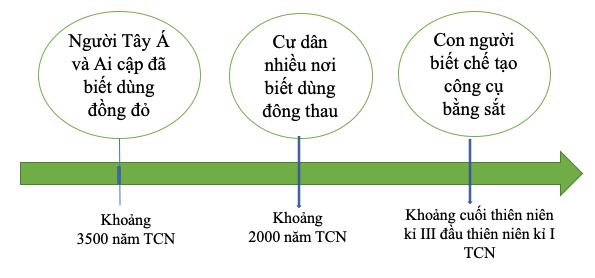 Người Tây Á
và Ai cập đã
biết dùng
đồng đỏ
Cư dân
nhiều nơi
biết dùng
đông thau
Con người
biết chế tạo
công cụ
bằng sắt
Khoảng
3500 năm TCN
Khoảng
2000 năm TCN
Khoảng cuối thiên niên
kỉ III đầu thiên niên kỉ I
TCN